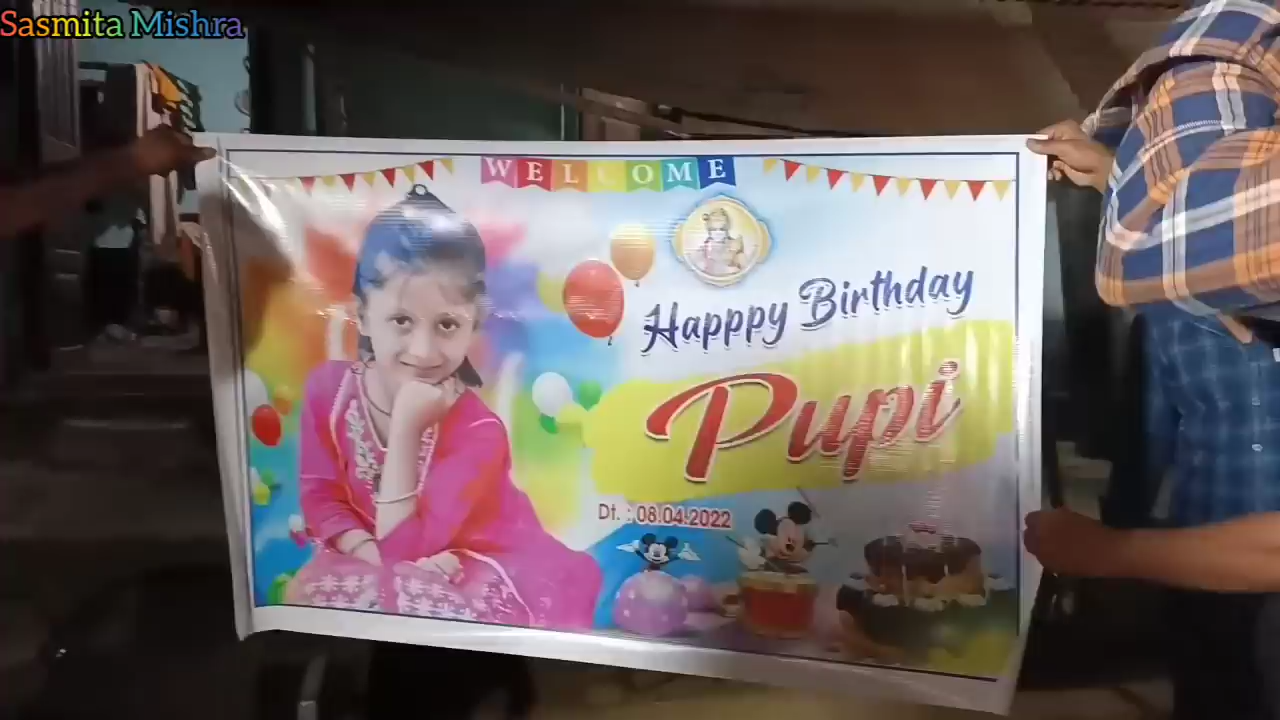 Sasmita Mishra
WELCOME
Happpy Birthday
Pupi
Dt. : 08.04.2022